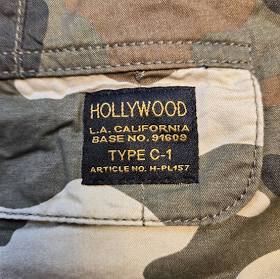 HOLLYWOOD
L.A. CALIFORNIA
BASE NO. 91609
TYPE C-1
ARTICLE NO. H-PL157